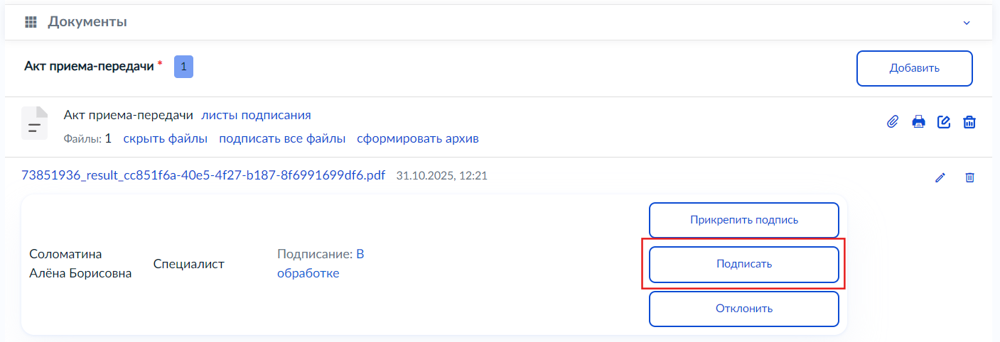 Документы
Акт приема-передачи * 1
Добавить
Акт приема-передачи листы подписания
Файлы: 1 скрыть файлы подписать все файлы сформировать архив
73851936_result_cc851f6a-40e5-4f27-b187-8f6991699df6.pdf 31.10.2025, 12:21
Соломатина
Алёна Борисовна
Специалист
Подписание: В
обработке
Прикрепить подпись
Подписать
Отклонить